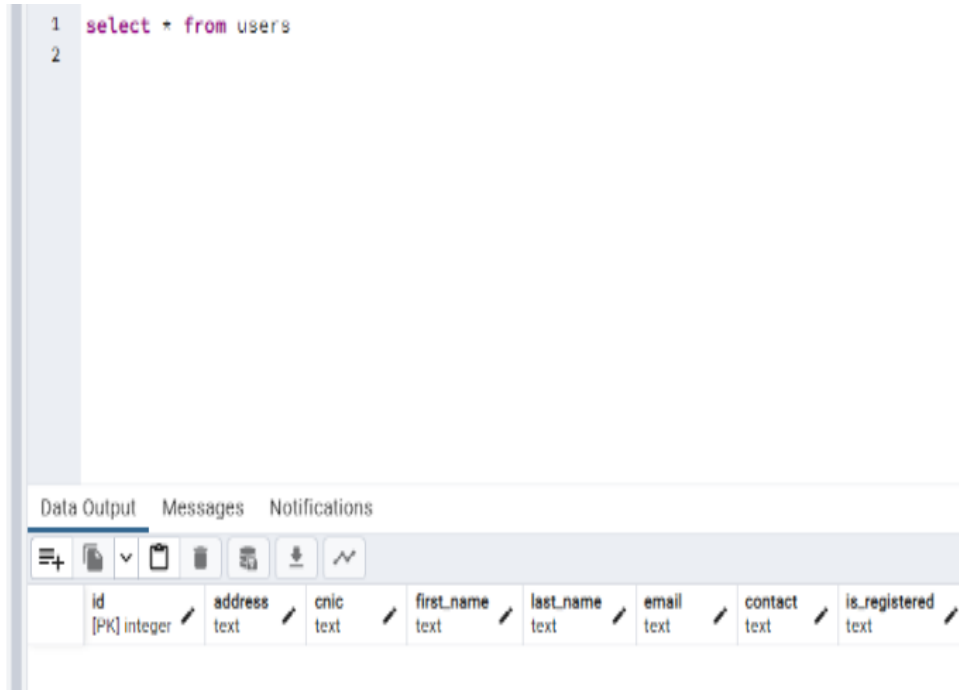 1 select * from users
2
Data Output Messages Notifications
id address cnic first_name last_name email contact is_registered
[PK] integer text text text text text text text